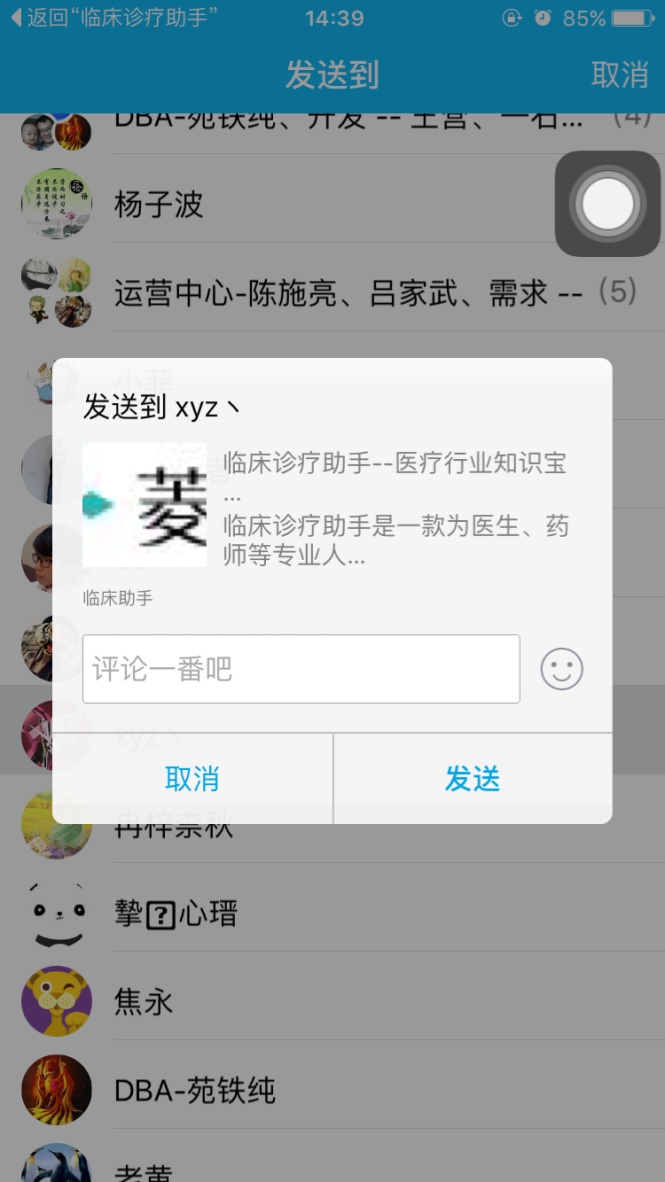 返回“临床诊疗助手”
14:39
85%
发送到
取消
DBA-苑铁纯、开发 -- 王营、一石... (4)
杨子波
运营中心-陈施亮、吕家武、需求 -- (5)
小菲
发送到 xyz丶
菱
临床诊疗助手--医疗行业知识宝
...
临床诊疗助手是一款为医生、药
师等专业人...
临床助手
评论一番吧
xyz丶
取消
发送
冉梓柰秋
摯?心瑨
焦永
DBA-苑铁纯
老黄